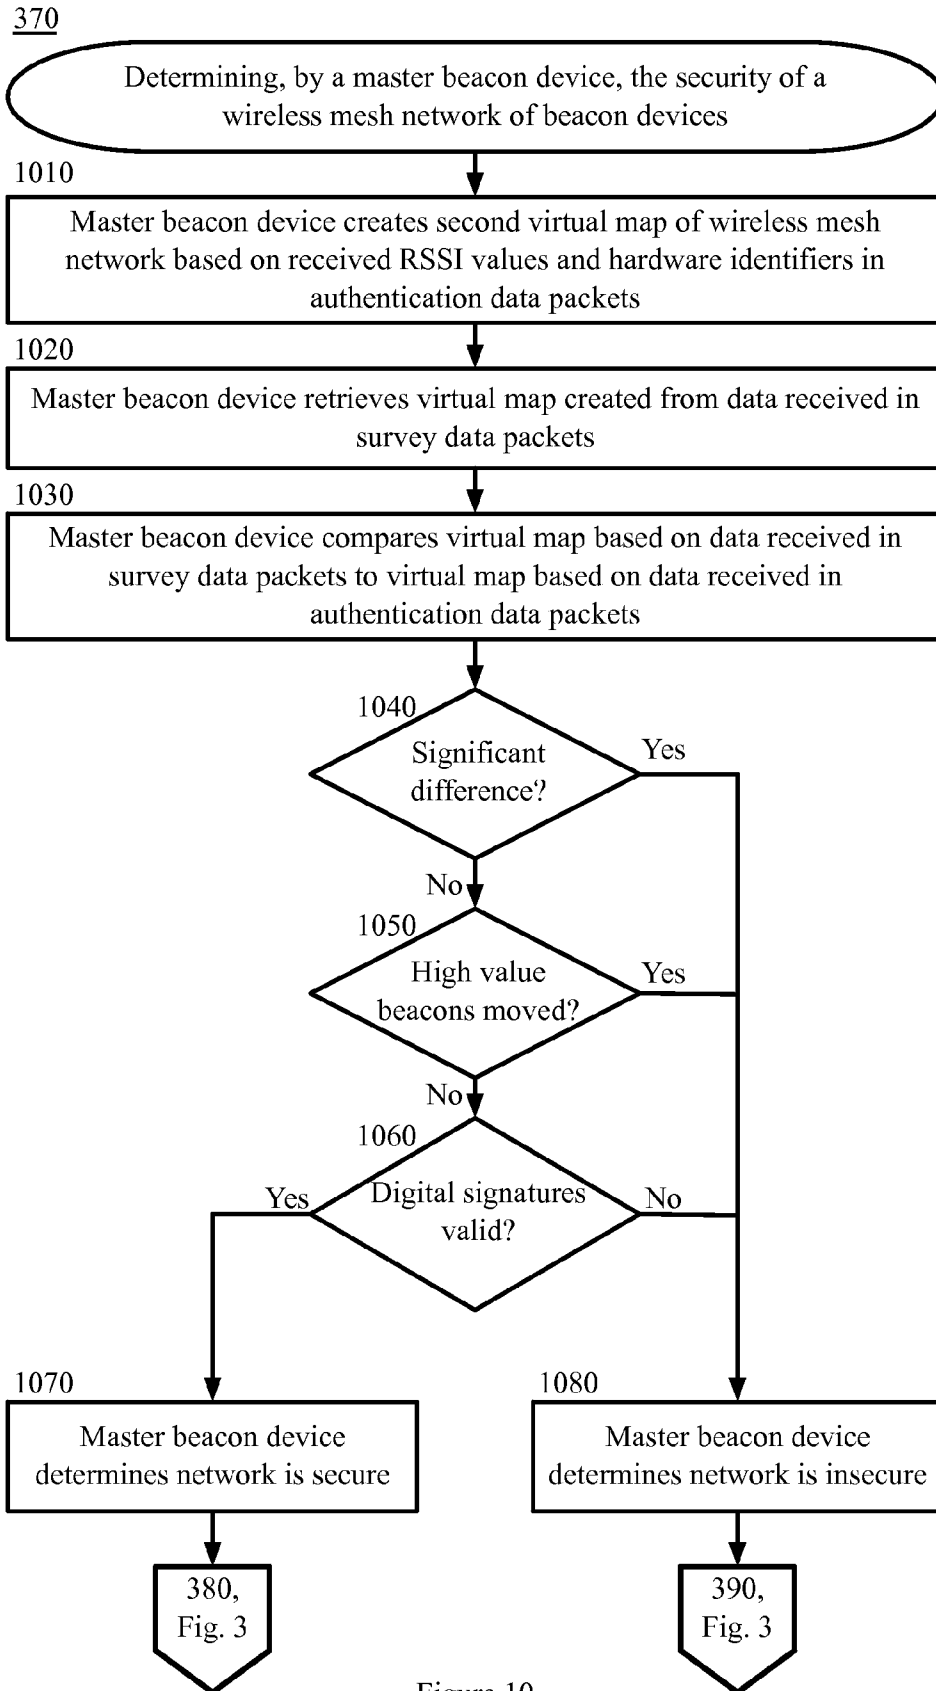 370
Determining, by a master beacon device, the security of a
wireless mesh network of beacon devices
1010
Master beacon device creates second virtual map of wireless mesh
network based on received RSSI values and hardware identifiers in
authentication data packets
1020
Master beacon device retrieves virtual map created from data received in
survey data packets
1030
Master beacon device compares virtual map based on data received in
survey data packets to virtual map based on data received in
authentication data packets
1040
Significant
difference?
Yes
No
1050
High value
beacons moved?
Yes
No
1060
Digital signatures
valid?
Yes
No
1070
Master beacon device
determines network is secure
1080
Master beacon device
determines network is insecure
380,
Fig. 3
390,
Fig. 3
Figure 10